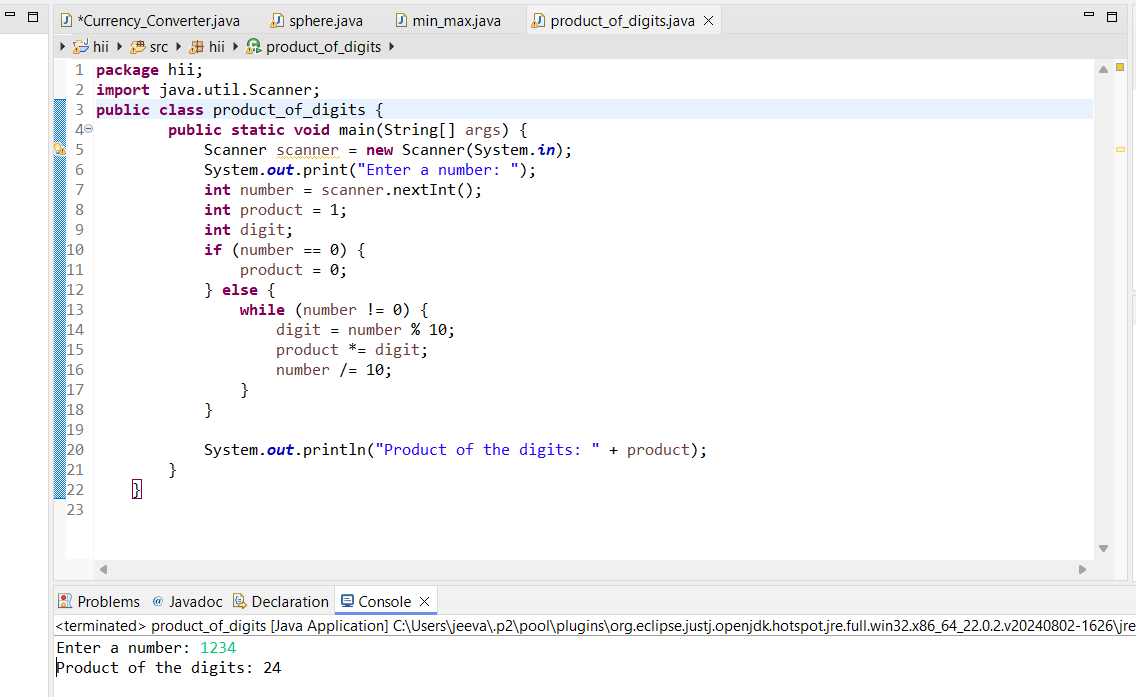 *Currency_Converter.java sphere.java min_max.java product_of_digits.java
hii src hii product_of_digits
1 package hii;
2 import java.util.Scanner;
3 public class product_of_digits {
4 public static void main(String[] args) {
5 Scanner scanner = new Scanner(System.in);
6 System.out.print("Enter a number: ");
7 int number = scanner.nextInt();
8 int product = 1;
9 int digit;
10 if (number == 0) {
11 product = 0;
12 } else {
13 while (number != 0) {
14 digit = number % 10;
15 product *= digit;
16 number /= 10;
17 }
18 }
19
20 System.out.println("Product of the digits: " + product);
21 }
22 }
23
Problems @ Javadoc Declaration Console
<terminated> product_of_digits [Java Application] C:\Users\jeeva\.p2\pool\plugins\org.eclipse.justj.openjdk.hotspot.jre.full.win32.x86_64_22.0.2.v20240802-1626\jre
Enter a number: 1234
Product of the digits: 24